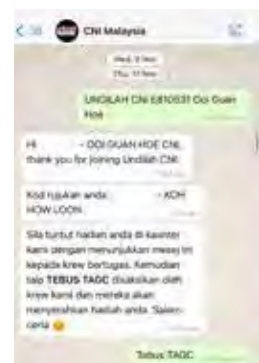 CNI Malaysia
Wed, 9 Nov
Thu, 17 Nov
UNDILAH CNI E810531 Ooi Guan
Hoe
Hi - OOI GUAN HOE CNI,
thank you for joining Undilah CNI.
Kod rujukan anda: - KOH
HOW LOON.
Sila tuntut hadiah anda di kaunter
kami dengan menunjukkan mesej ini
kepada krew bertugas. Kemudian
taip TEBUS TAGC disaksikan oleh
krew kami dan mereka akan
menyerahkan hadiah anda. Salam
ceria 😀
Tebus TAGC